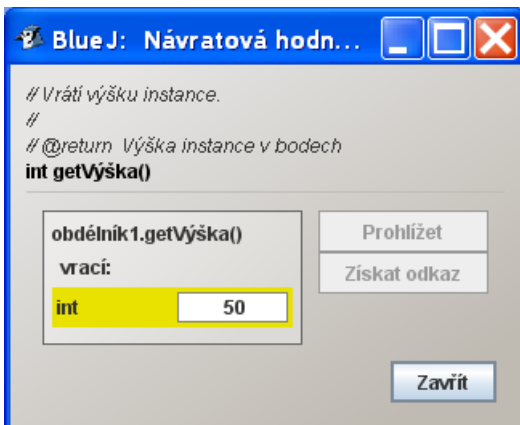 BlueJ: Návratová hodn...
// Vrátí výšku instance.
//
// @return Výška instance v bodech
int getVýška()
obdélník1.getVýška()
vrací:
int 50
Prohlížet
Získat odkaz
Zavřít